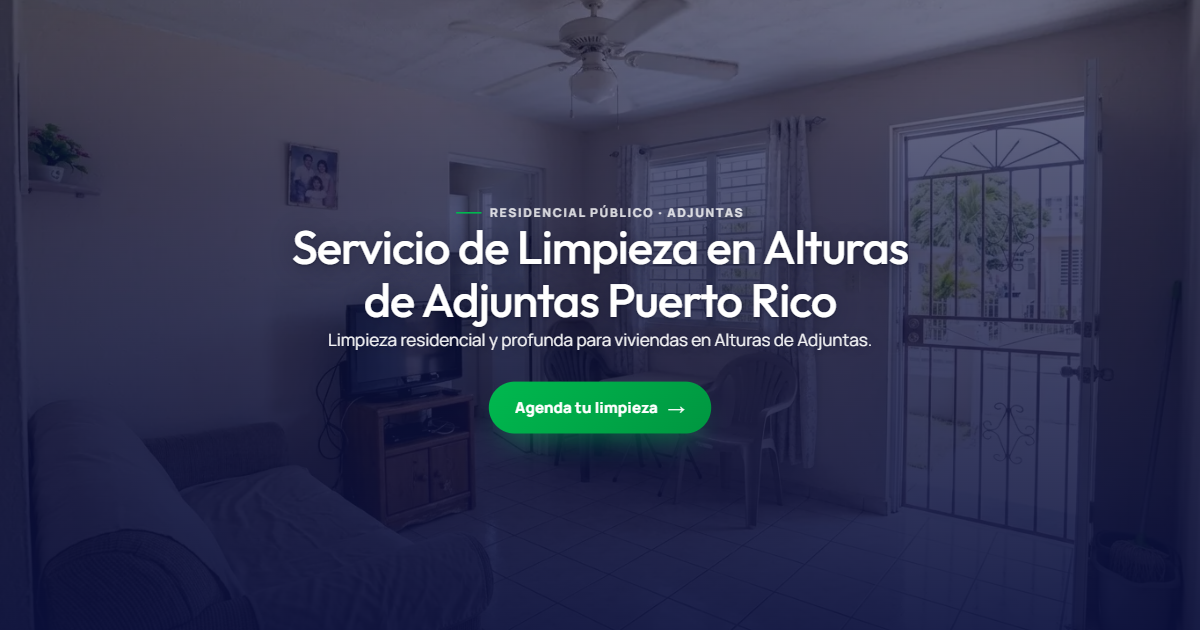 RESIDENCIAL PÚBLICO · ADJUNTAS
Servicio de Limpieza en Alturas
de Adjuntas Puerto Rico
Limpieza residencial y profunda para viviendas en Alturas de Adjuntas.
Agenda tu limpieza →